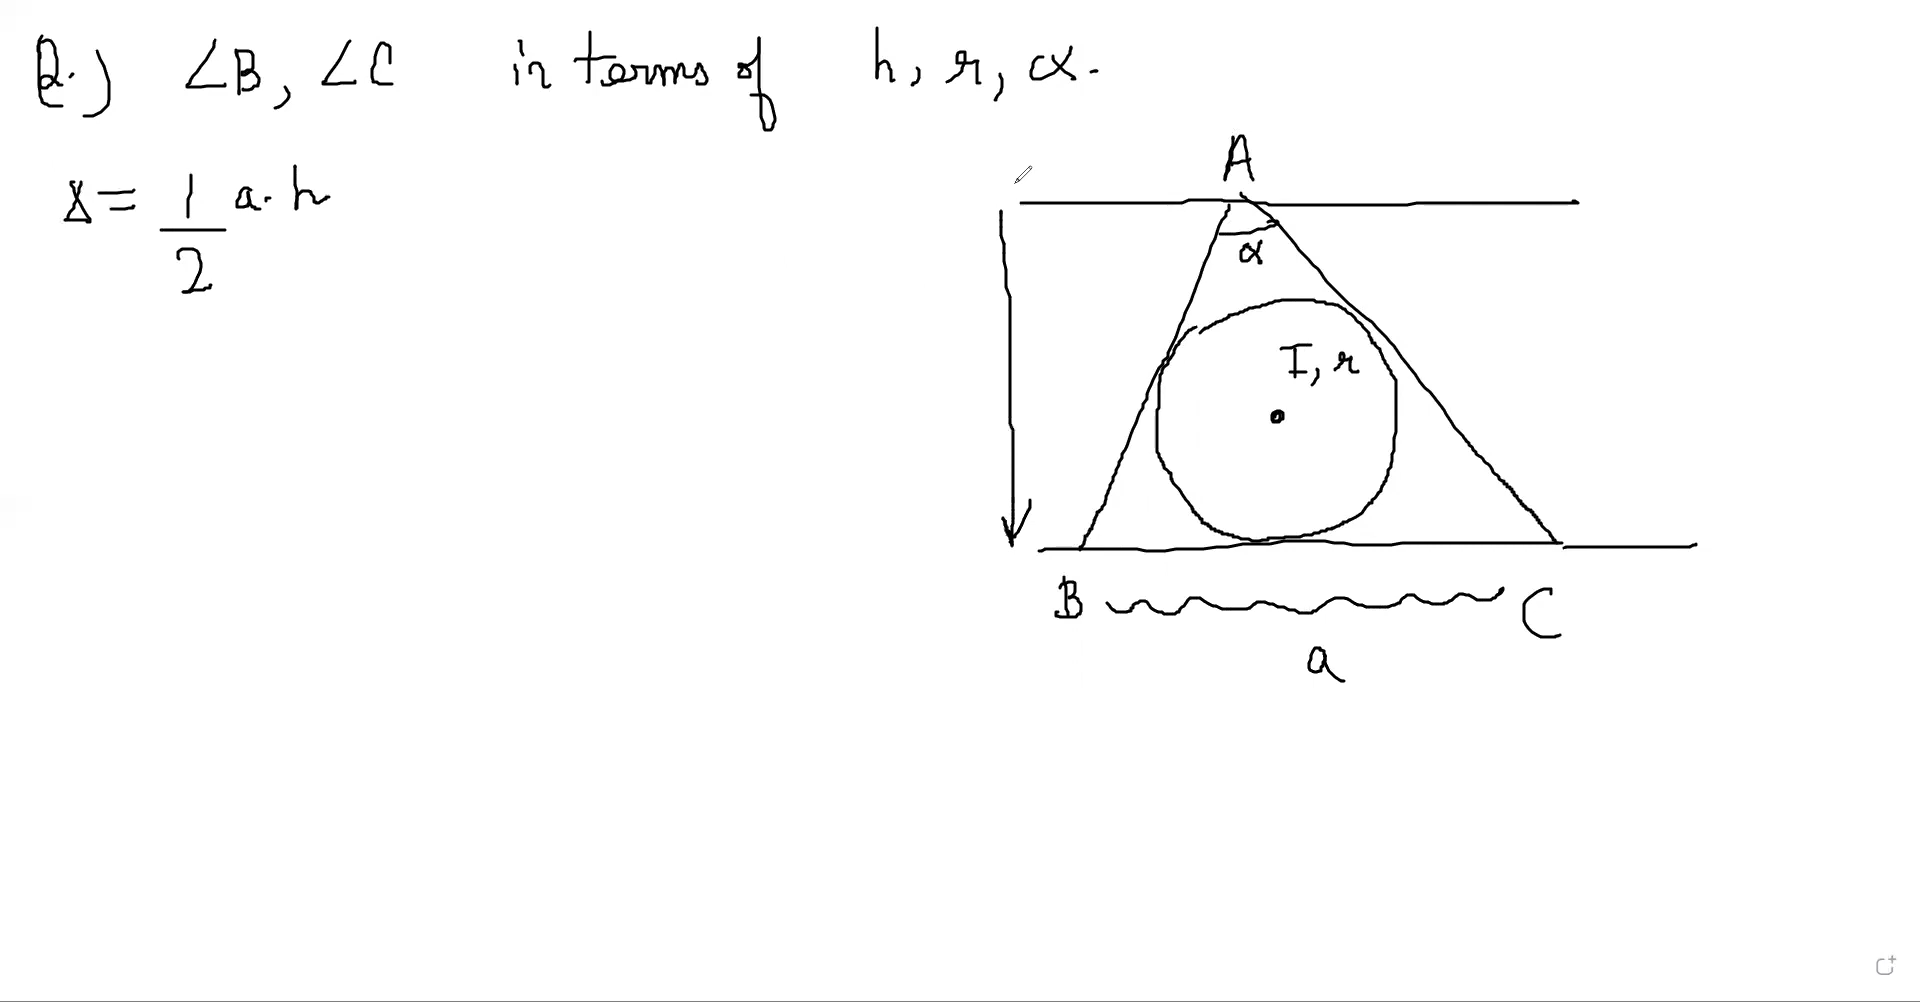 Q.) ∠B, ∠C in terms of h, r, α.
Δ = 1/2 a. h
A
α
I, r
B C
a